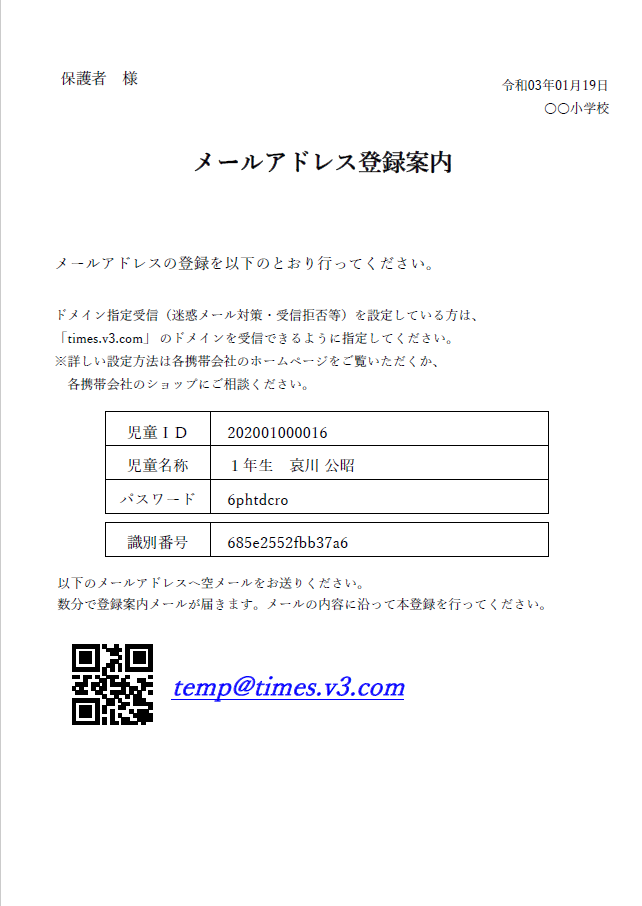 保護者　様
令和03年01月19日
〇〇小学校
メールアドレス登録案内
メールアドレスの登録を以下のとおり行ってください。
ドメイン指定受信（迷惑メール対策・受信拒否等）を設定している方は、
「times.v3.com」のドメインを受信できるように指定してください。
※詳しい設定方法は各携帯会社のホームページをご覧いただくか、
各携帯会社のショップにご相談ください。
児童ＩＤ　202001000016
児童名称　１年生　哀川 公昭
パスワード　6phtdcro
識別番号　685e2552fbb37a6
以下のメールアドレスへ空メールをお送りください。
数分で登録案内メールが届きます。メールの内容に沿って本登録を行ってください。
temp@times.v3.com